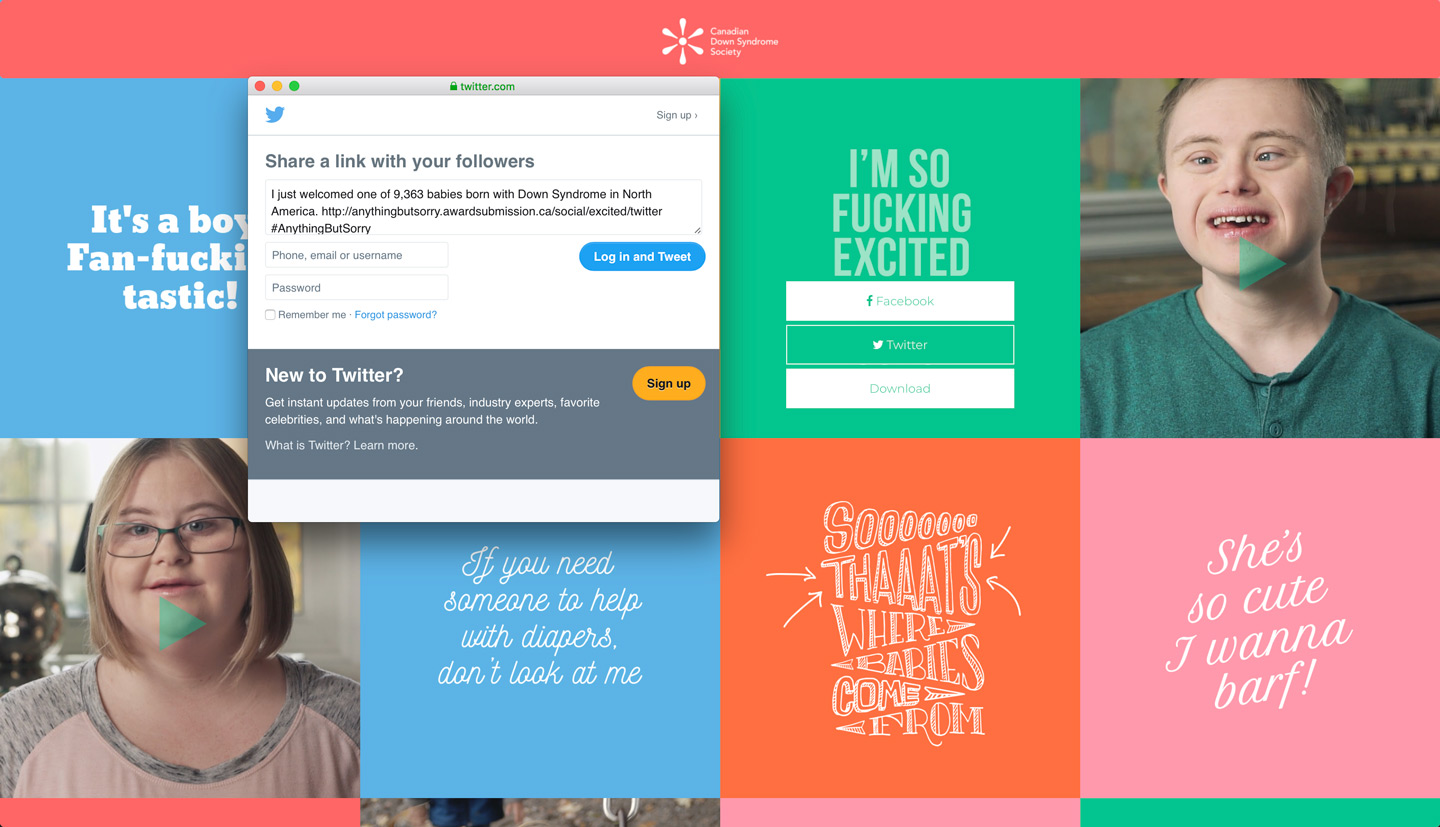 Canadian
Down Syndrome
Society
twitter.com
Sign up ›
Share a link with your followers
I just welcomed one of 9,363 babies born with Down Syndrome in North
America. http://anythingbutsorry.awardsubmission.ca/social/excited/twitter
#AnythingButSorry
Phone, email or username
Log in and Tweet
Password
Remember me · Forgot password?
New to Twitter?
Sign up
Get instant updates from your friends, industry experts, favorite
celebrities, and what's happening around the world.
What is Twitter? Learn more.
It's a boy
Fan-fucki
tastic!
I'M SO
FUCKING
EXCITED
Facebook
Twitter
Download
If you need
someone to help
with diapers,
don't look at me
SOOOOOOO
THAAAT'S
WHERE
BABIES
COME
FROM
She's
so cute
I wanna
barf!